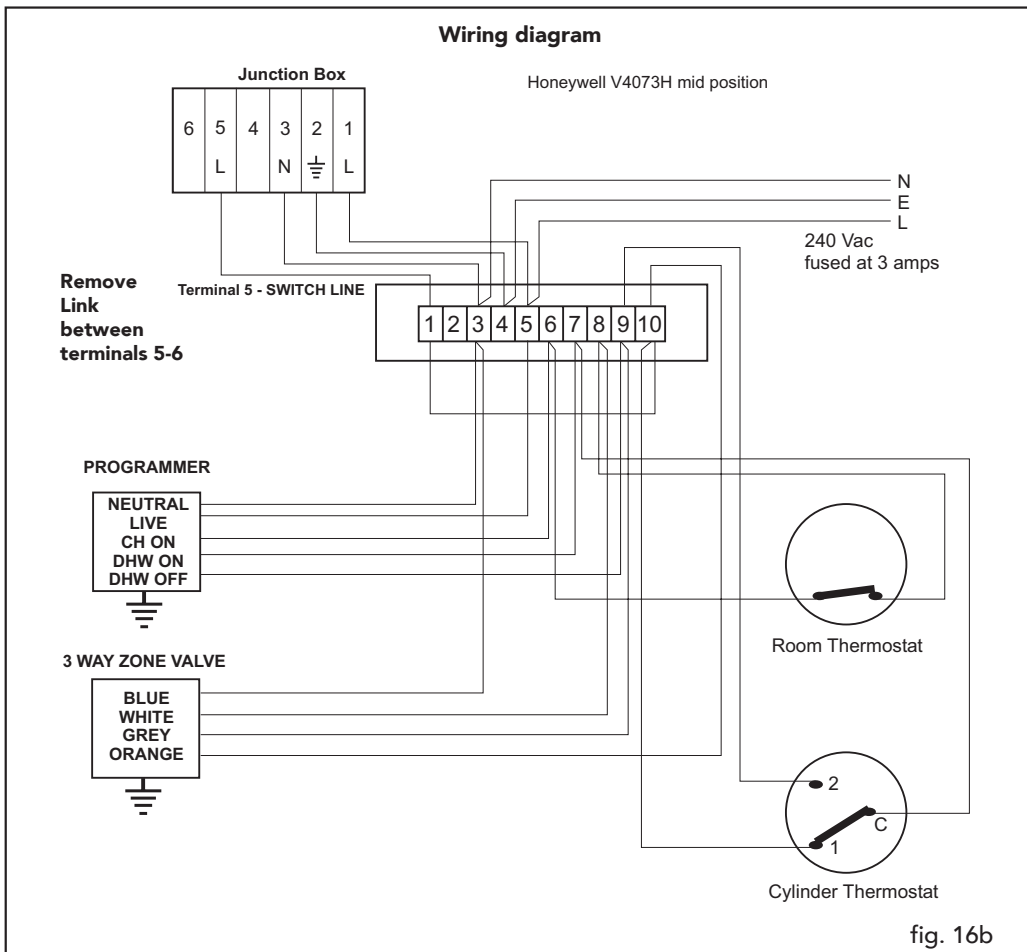 Wiring diagram
Junction Box
Honeywell V4073H mid position
6 5 4 3 2 1
L N L
N
E
L
240 Vac
fused at 3 amps
Remove
Link
between
terminals 5-6
Terminal 5 - SWITCH LINE
1 2 3 4 5 6 7 8 9 10
PROGRAMMER
NEUTRAL
LIVE
CH ON
DHW ON
DHW OFF
Room Thermostat
3 WAY ZONE VALVE
BLUE
WHITE
GREY
ORANGE
2
C
1
Cylinder Thermostat
fig. 16b